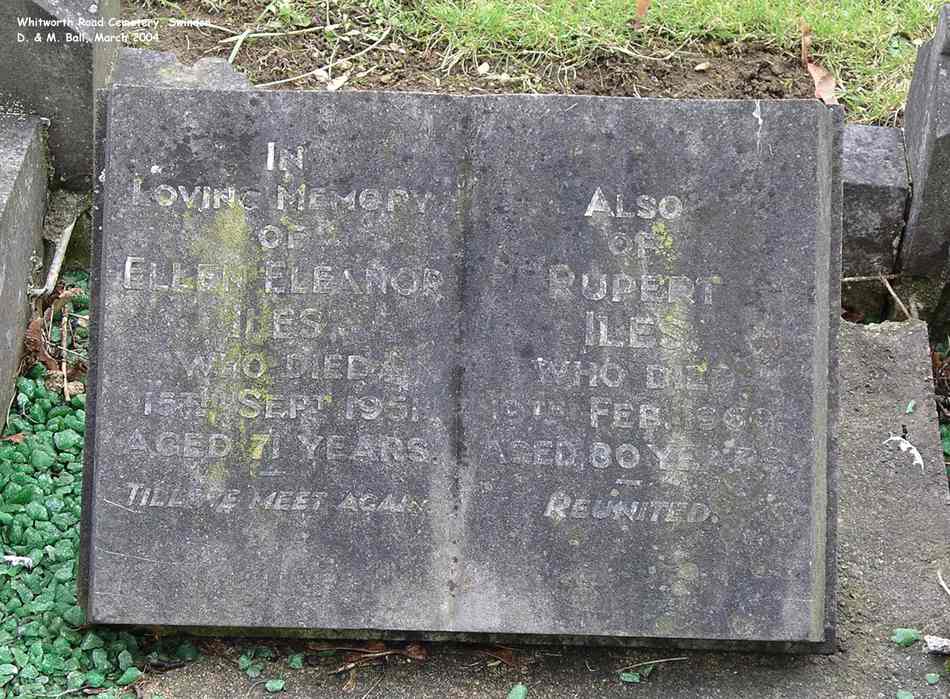 Whitworth Road Cemetery, Swindon
D. & M. Ball, March 2004
IN
LOVING MEMORY
OF
ELLEN ELEANOR
ILES
WHO DIED
15TH SEPT 1951
AGED 71 YEARS.
TILL WE MEET AGAIN
ALSO
OF
RUPERT
ILES
WHO DIED
FEB. 1960
AGED 80 YEARS
REUNITED.